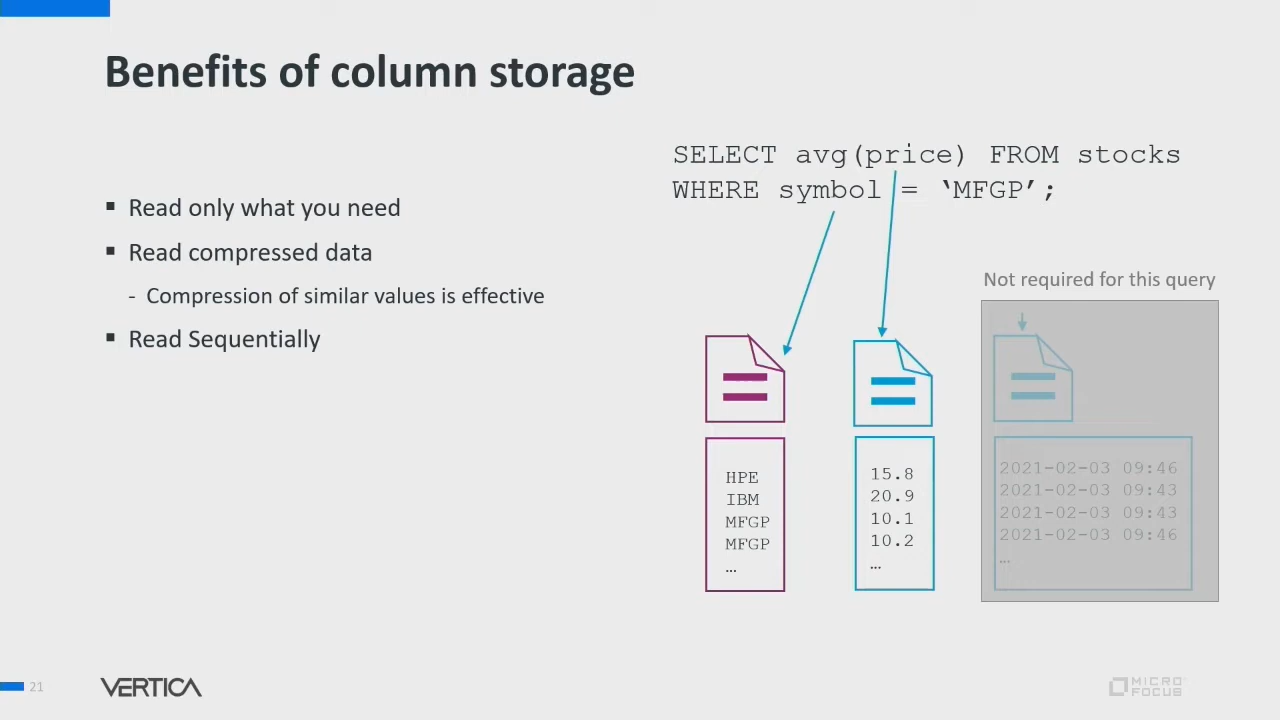 Benefits of column storage
SELECT avg(price) FROM stocks
WHERE symbol = ‘MFGP’;
▪ Read only what you need
▪ Read compressed data
- Compression of similar values is effective
▪ Read Sequentially
Not required for this query
HPE
IBM
MFGP
MFGP
…
15.8
20.9
10.1
10.2
…
2021-02-03 09:46
2021-02-03 09:43
2021-02-03 09:43
2021-02-03 09:46
…
21
VERTICA
MICRO
FOCUS